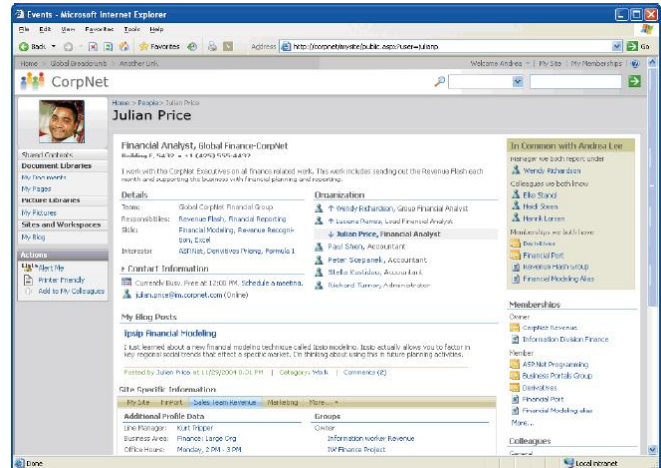 Events - Microsoft Internet Explorer
File Edit View Favorites Tools Help
Back Favorites Address http://corpnet/mysite/public.aspx?user=julianp Go
Home > Global Breadcrumb > Another Link Welcome Andrea My Site My Memberships
CorpNet
Home > People > Julian Price
Julian Price
Shared Contents
Document Libraries
My Documents
My Pages
Picture Libraries
My Pictures
Sites and Workspaces
My Blog
Lists
Actions
Alert Me
Printer Friendly
Add to My Colleagues
Financial Analyst, Global Finance-CorpNet
I work with the CorpNet Executives on all finance related work. This work includes sending out the Revenue Flash each
month and supporting the business with financial planning and reporting.
Details
Team: Global CorpNet Financial Group
Responsibilities: Revenue Flash, Financial Reporting
Skills: Financial Modeling, Revenue Recogni-
tion, Excel
Interests: ASP.Net, Derivitives Pricing, Formula 1
Contact Information
Currently Busy. Free at 12:00 PM. Schedule a meeting.
julian.price@im.corpnet.com (Online)
Organization
Wendy Richardson, Group Financial Analyst
Luciana Ramos, Lead Financial Analyst
Julian Price, Financial Analyst
Paul Shen, Accountant
Peter Scepanek, Accountant
Stella Kostidou, Accountant
Richard Turner, Administrator
My Blog Posts
Ipsip Financial Modeling
I just learned about a new financial modeling technique called Ipsip modeling. Ipsip actually allows you to factor in
key regional social trends that effect a specific market. I'm thinking about using this in future planning activities.
Posted by Julian Price at 11/29/2004 8:01 PM | Category: Work | Comments (2)
Site Specific Information
My Site FinPort Sales Team Revenue Marketing More...
Additional Profile Data
Line Manager: Kurt Tripper
Business Area: Finance: Large Org
Office Hours: Monday, 2 PM - 3 PM
Groups
Owner
Information worker Revenue
IW Finance Project
In Common with Andrea Lee
Manager we both report under
Wendy Richardson
Colleagues we both know
Heidi Steen
Henrik Larsen
Memberships we both have
Derivatives
Financial Port
Revenue Flash Group
Financial Modeling Alias
Memberships
Owner
CorpNet Revenue
Information Division Finance
Member
ASP.Net Programming
Business Portals Group
Derivatives
Financial Port
Financial Modeling alias
More...
Colleagues
General
Done Local intranet